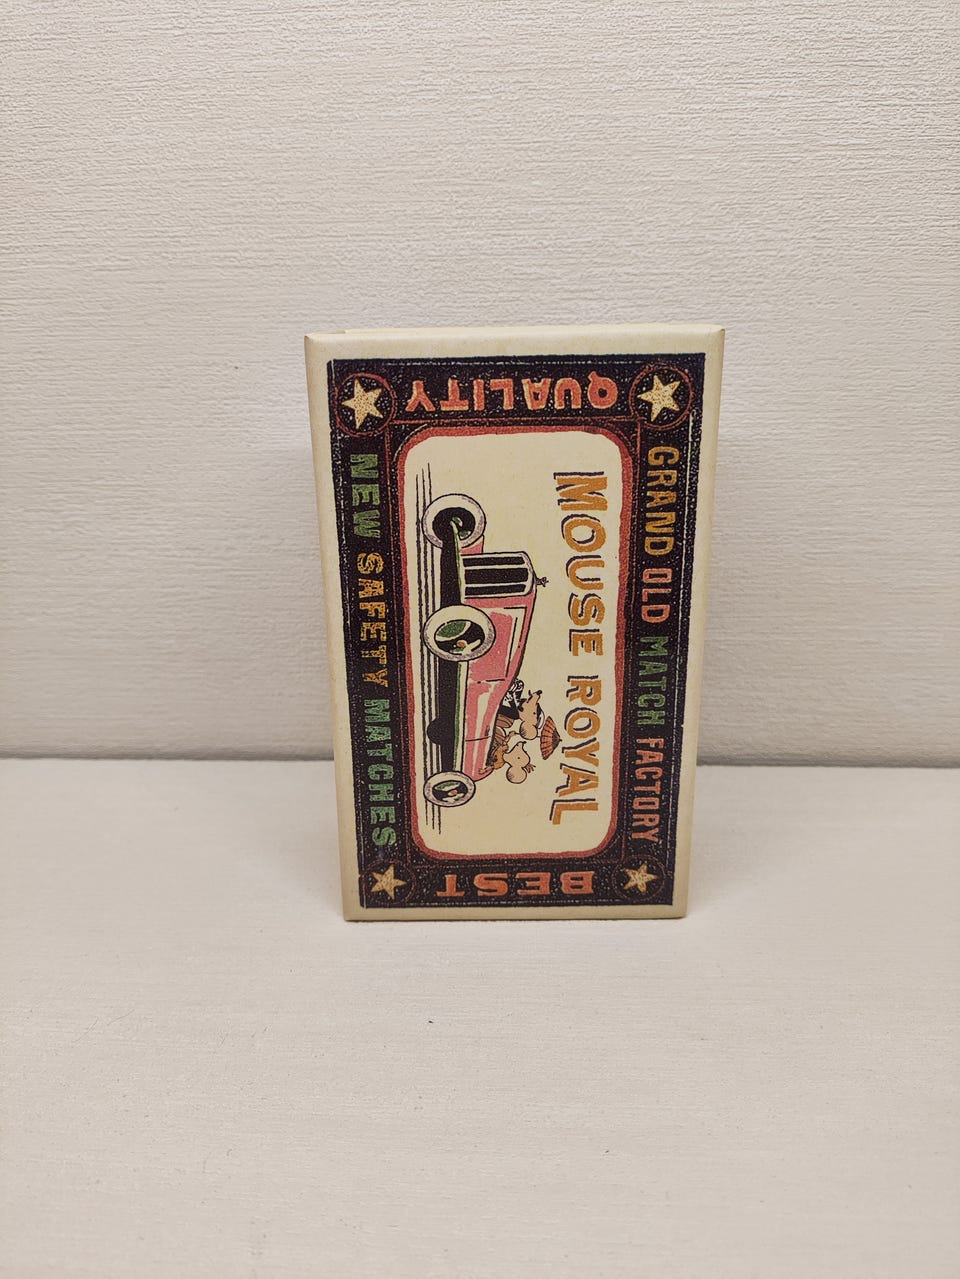 GRAND OLD MATCH FACTORY
BEST
QUALITY
MOUSE ROYAL
NEW SAFETY MATCHES